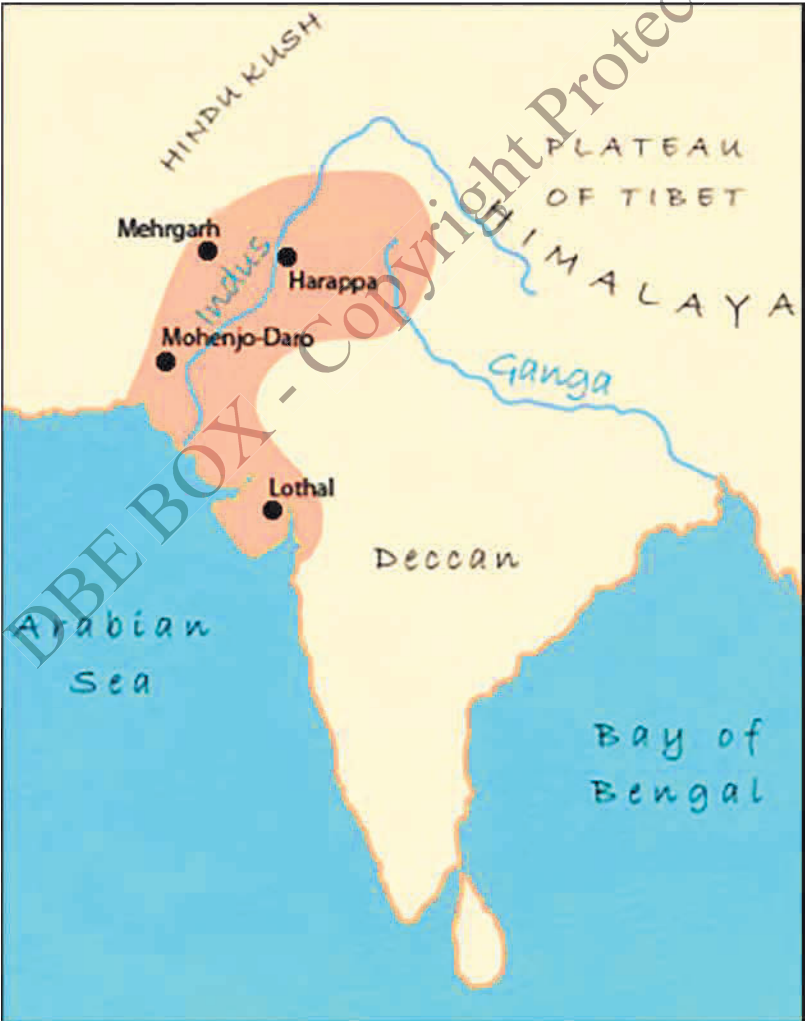 HINDU KUSH
PLATEAU
OF TIBET
HIMALAYA
Mehrgarh
Indus
Harappa
Mohenjo-Daro
Ganga
Lothal
Deccan
Arabian
Sea
Bay of
Bengal
DBE BOX - Copyright Protec